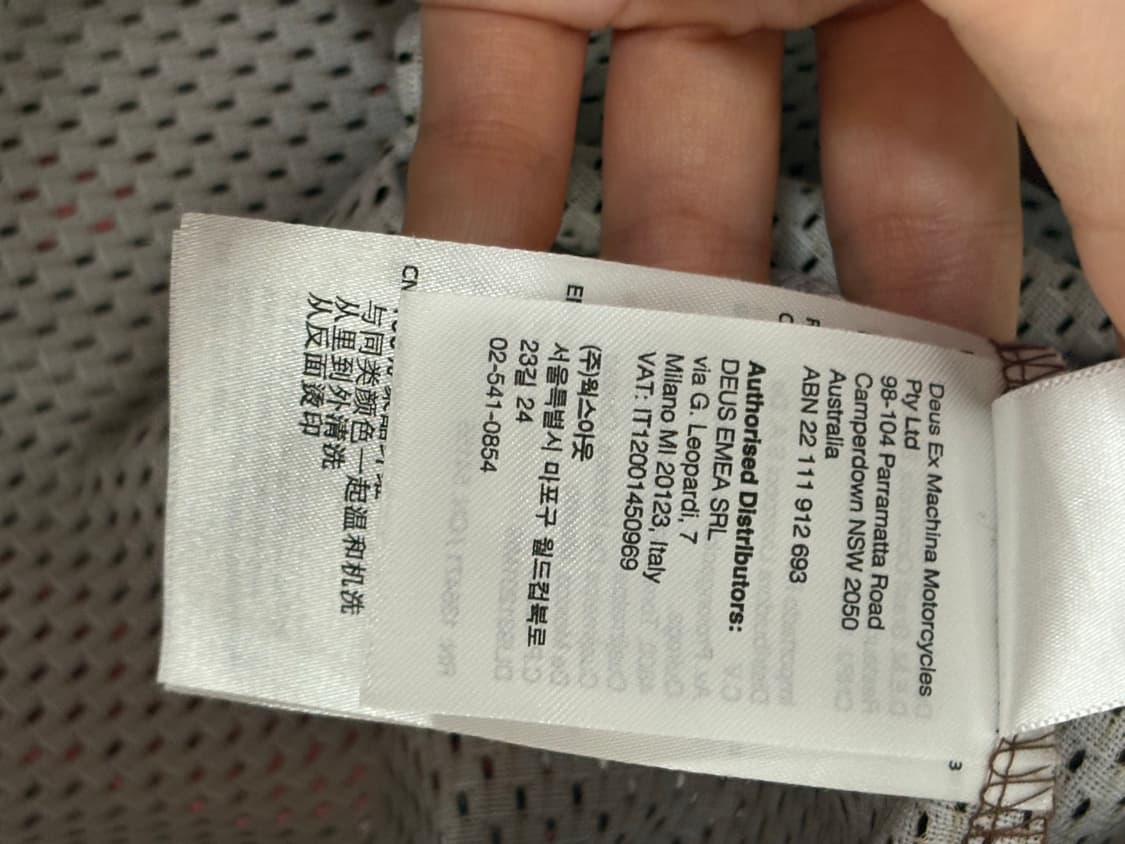 Deus Ex Machina Motorcycles
Pty Ltd
98-104 Parramatta Road
Camperdown NSW 2050
Australia
ABN 22 111 912 693
Authorised Distributors:
DEUS EMEA SRL
via G. Leopardi, 7
Milano MI 20123, Italy
VAT: IT12001450969
(주)웍스아웃
서울특별시 마포구 월드컵북로
23길 24
02-541-0854
3
CN
与同类颜色一起温和机洗
从里到外清洗
从反面烫印